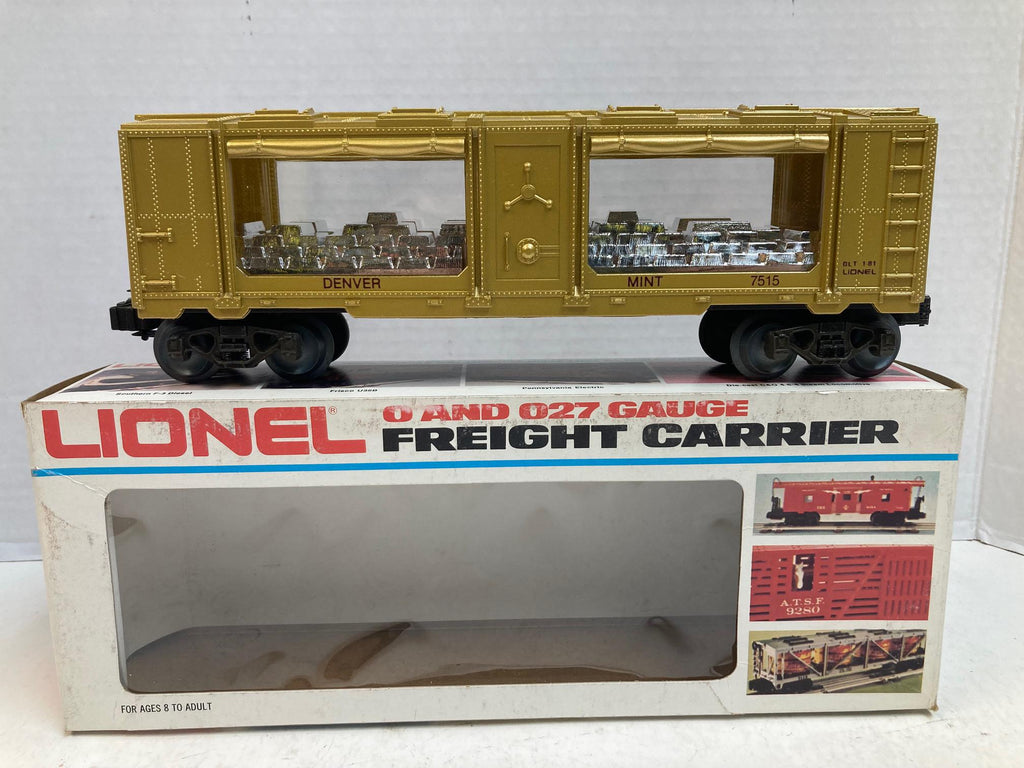 BLT 1-81
LIONEL
DENVER MINT 7515
Southern F-3 Diesel Frisco U36B Pennsylvania Electric
LIONEL®
O AND 027 GAUGE
FREIGHT CARRIER
A.T.S.F.
9280
FOR AGES 8 TO ADULT